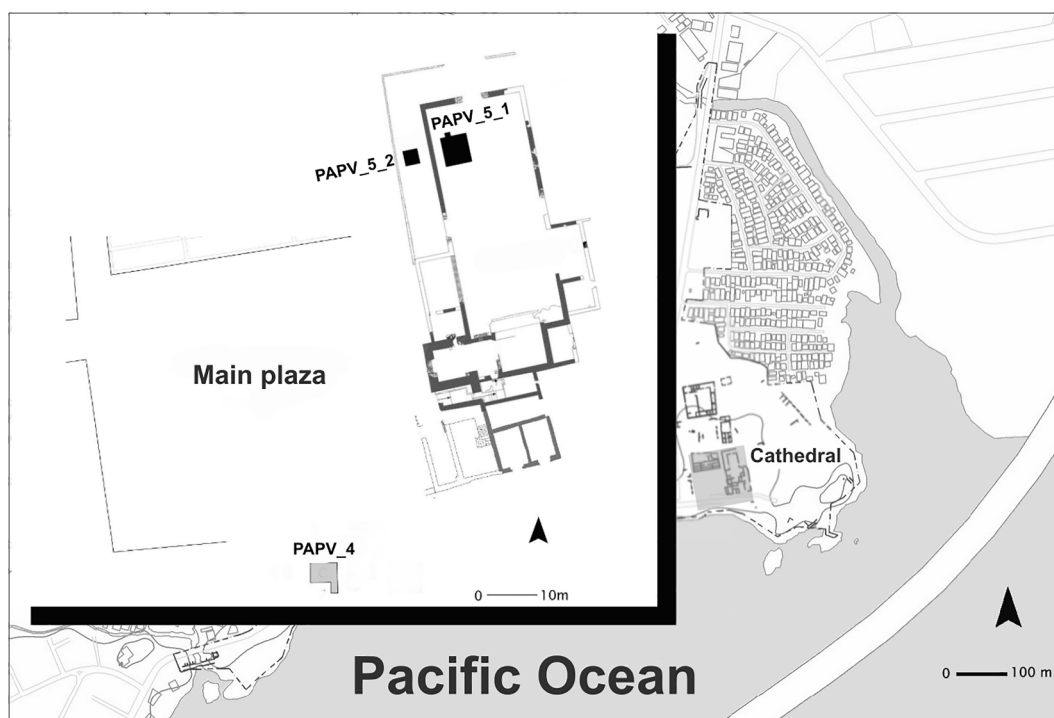 PAPV_5_1
PAPV_5_2
Main plaza
Cathedral
PAPV_4
0 10m
Pacific Ocean
0 100 m